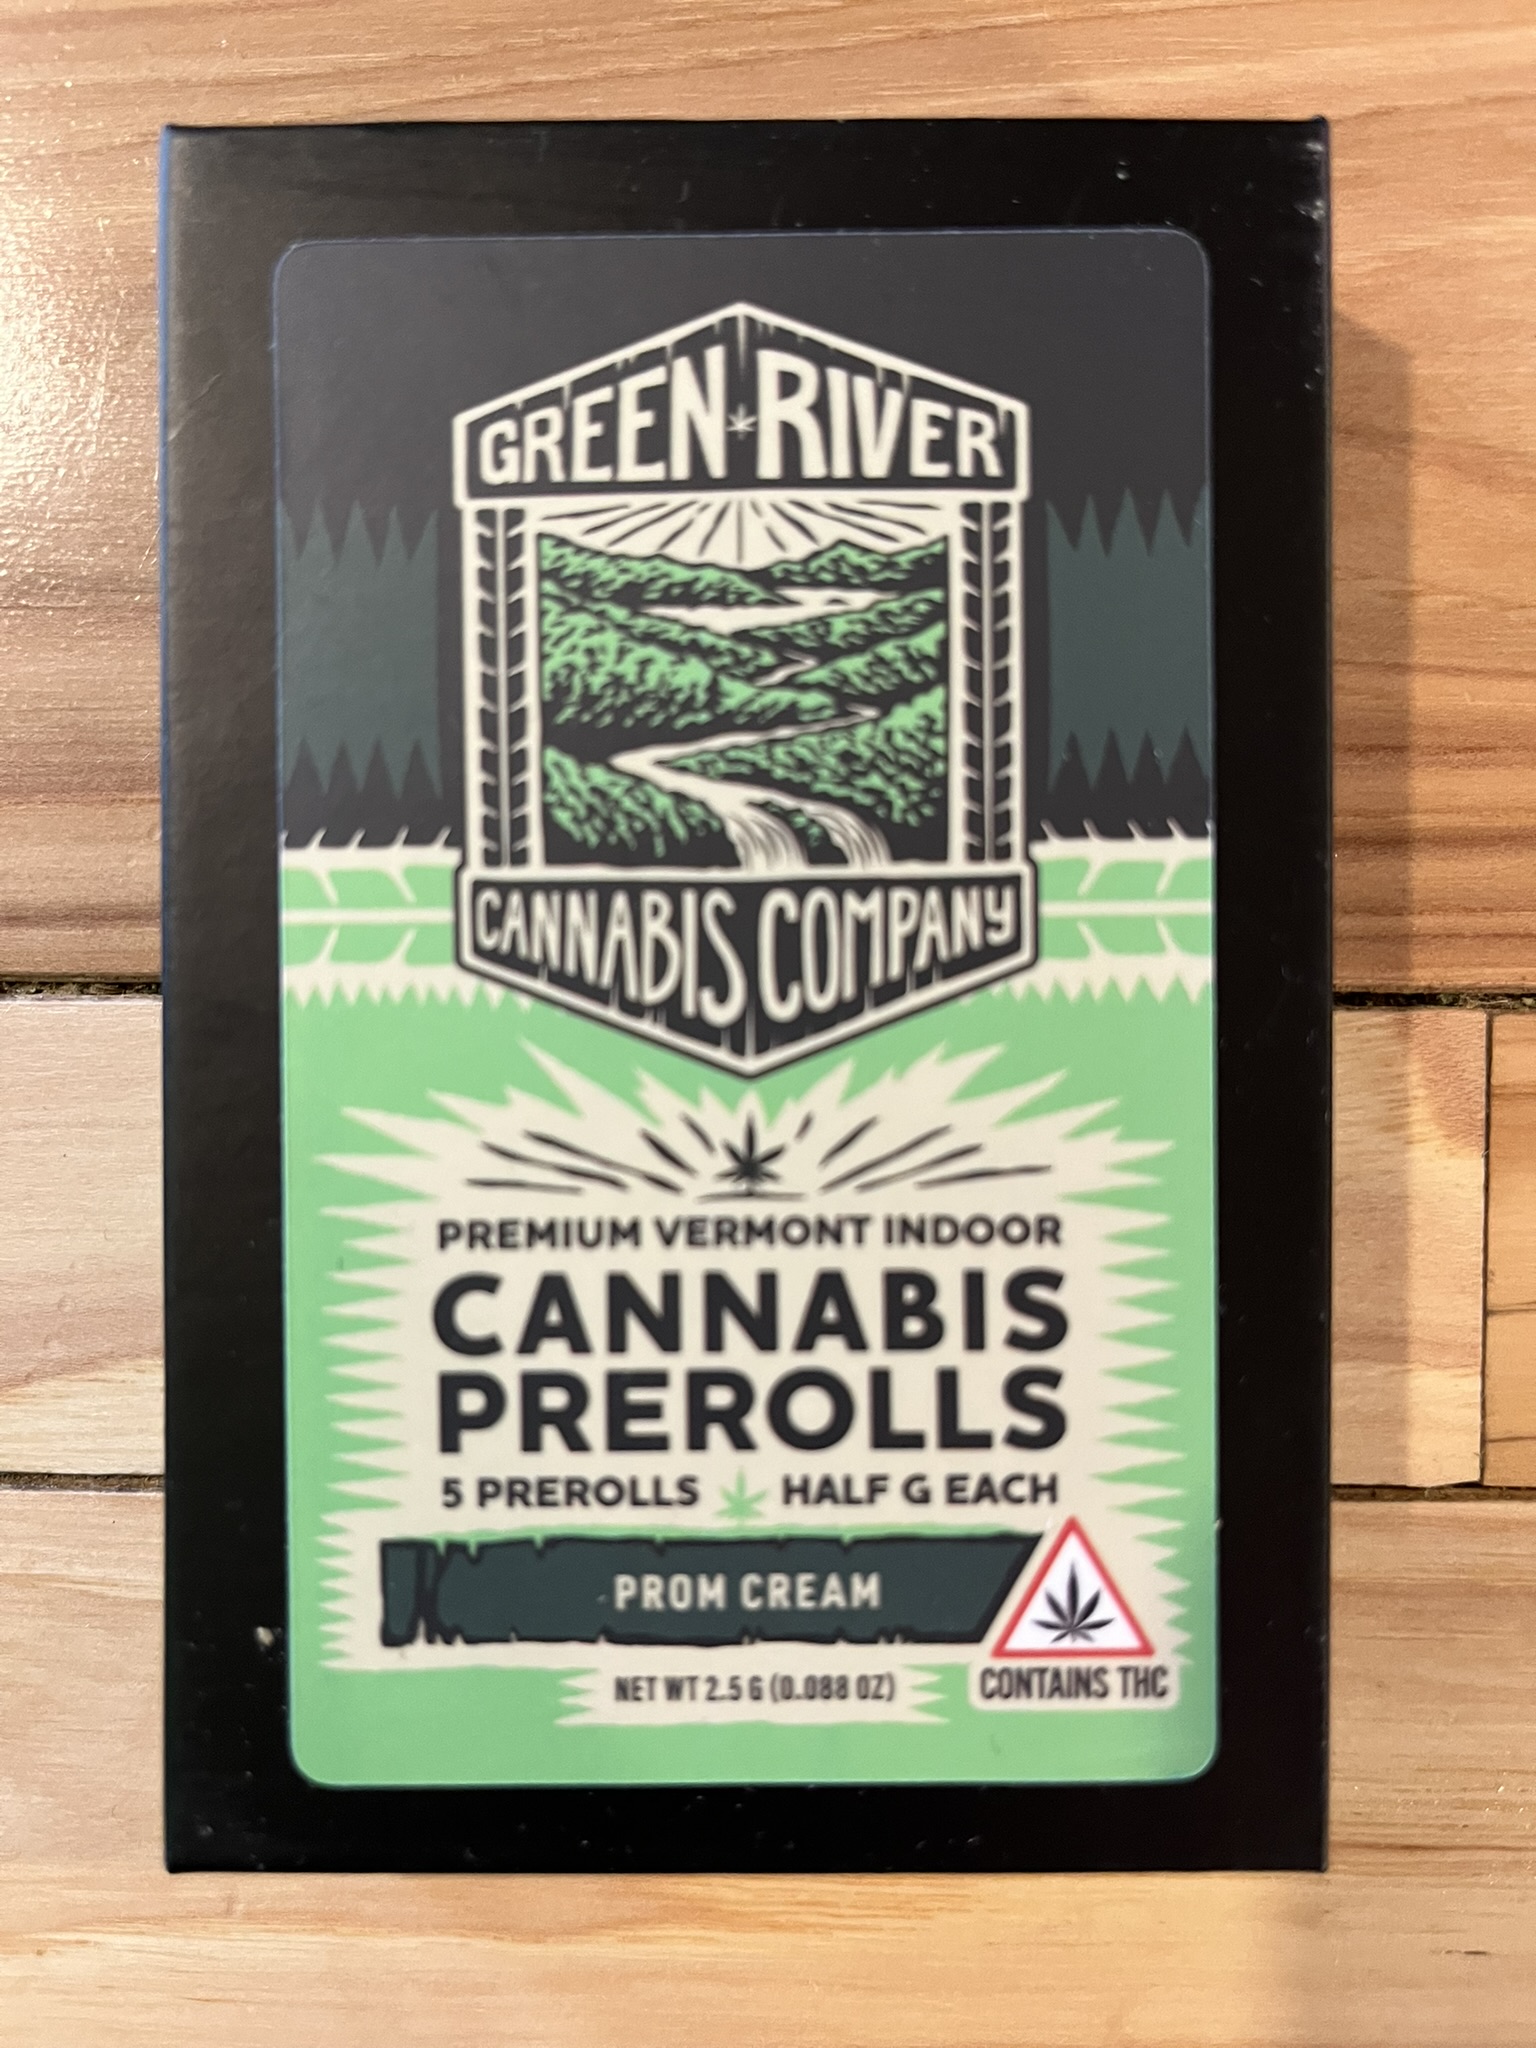 GREEN RIVER
CANNABIS COMPANY
PREMIUM VERMONT INDOOR
CANNABIS
PREROLLS
5 PREROLLS HALF G EACH
PROM CREAM
NET WT 2.5 G (0.088 OZ)
CONTAINS THC